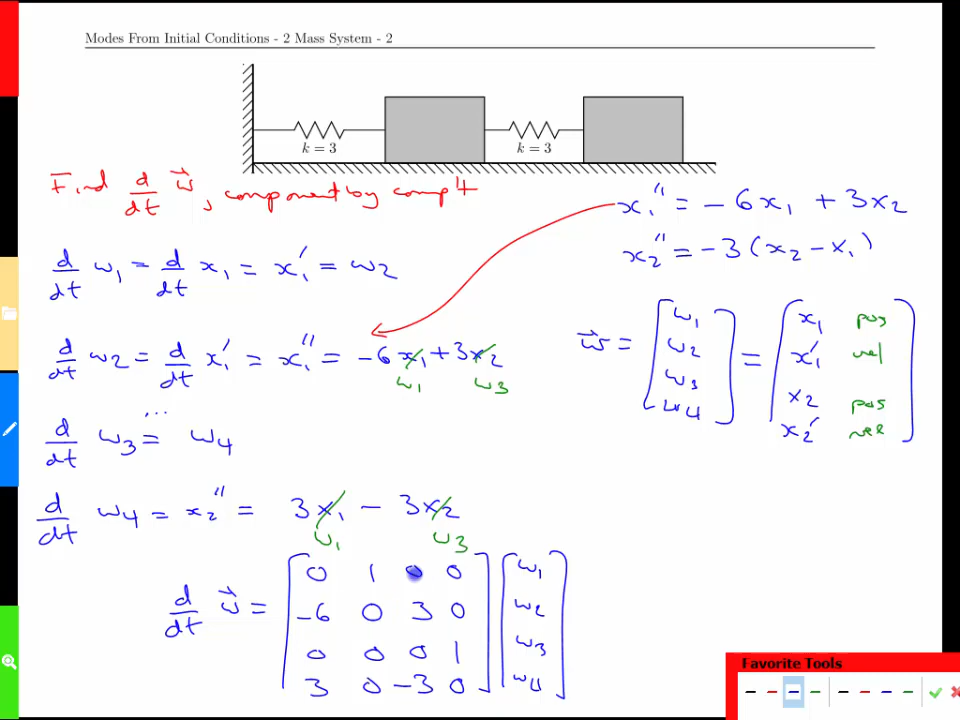 Modes From Initial Conditions - 2 Mass System - 2
k = 3
k = 3
Find d/dt w⃗, component by comp't
x₁'' = -6x₁ + 3x₂
x₂'' = -3(x₂ - x₁)
d/dt w₁ = d/dt x₁ = x₁' = w₂
d/dt w₂ = d/dt x₁' = x₁'' = -6x₁ + 3x₂
w₁ w₃
w⃗ = [w₁ w₂ w₃ w₄] = [x₁ x₁' x₂ x₂']
pos
vel
pos
vel
d/dt w₃ = ... w₄
d/dt w₄ = x₂'' = 3x₁ - 3x₂
w₁ w₃
d/dt w⃗ =
0 1 0 0 w₁
-6 0 3 0 w₂
0 0 0 1 w₃
3 0 -3 0 w₄
Favorite Tools